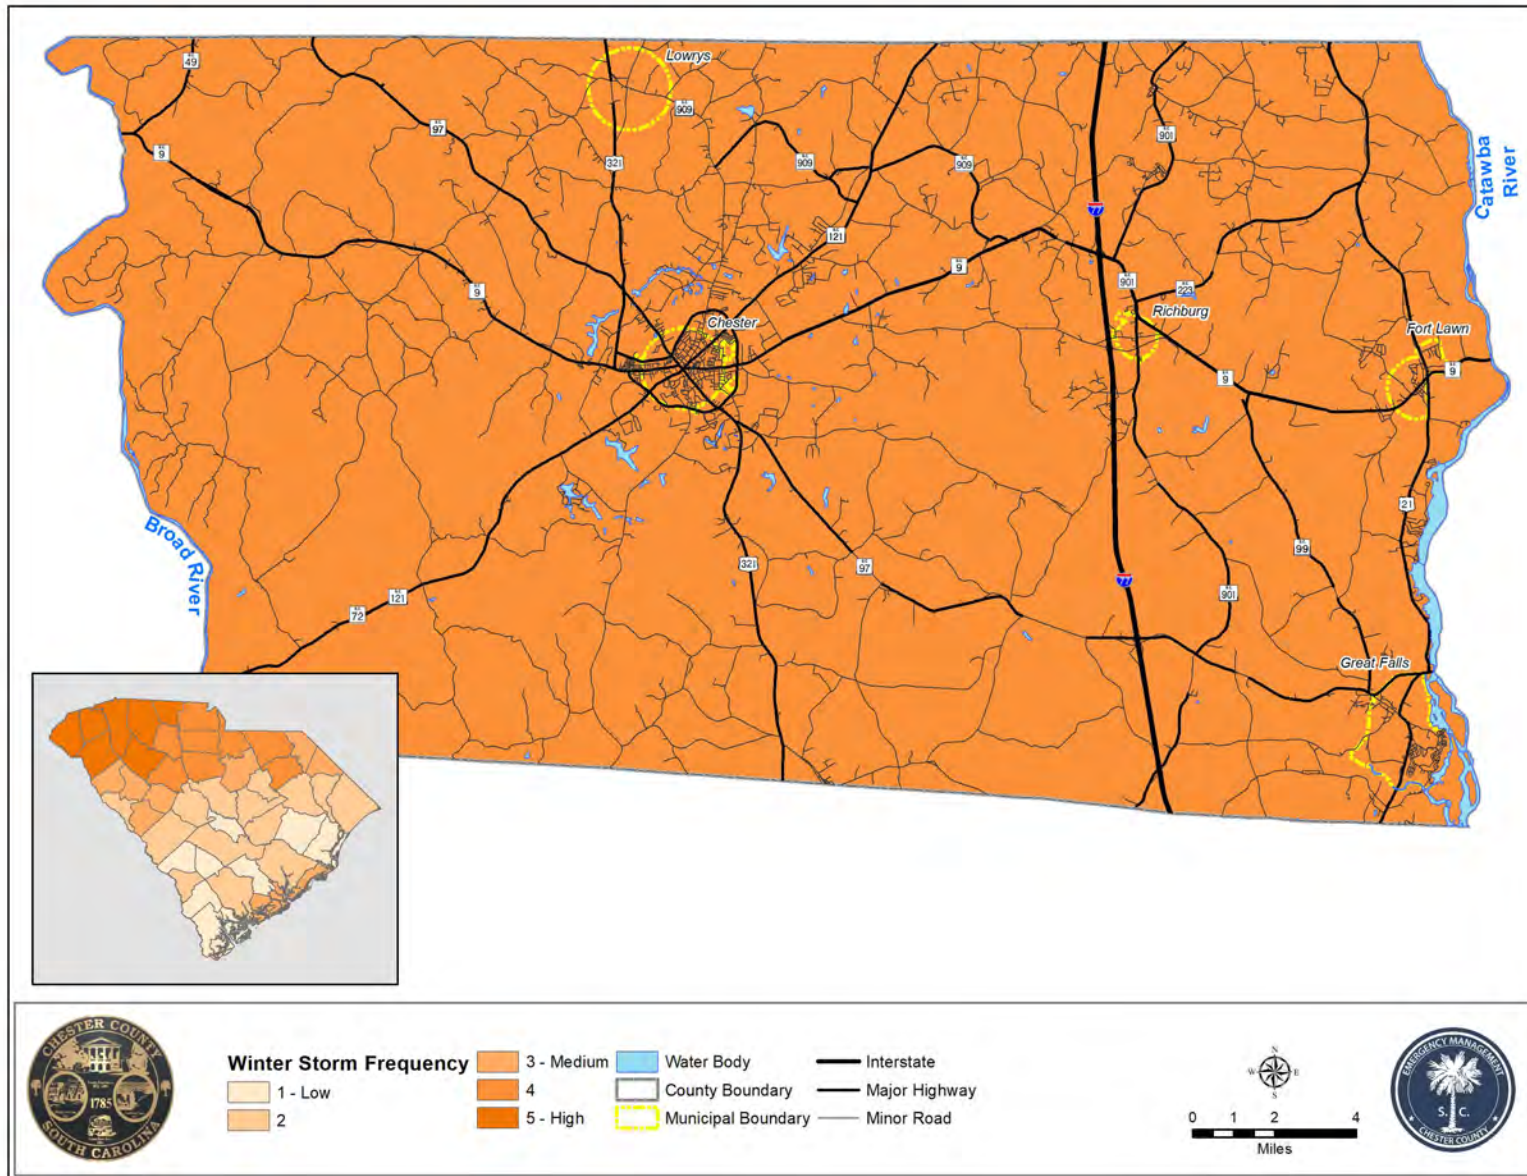 Lowrys
49
909
97
S.C.
901
S.C.
9
321
909
909
Catawba
River
77
121
9
9
901
223
Richburg
Chester
Fort Lawn
9
9
21
Broad
River
99
321
97
77
121
901
72
Great Falls
CHESTER COUNTY
1785
SOUTH CAROLINA
Winter Storm Frequency
1 - Low
2
3 - Medium
4
5 - High
Water Body
County Boundary
Municipal Boundary
Interstate
Major Highway
Minor Road
N
W
E
S
0 1 2 4
Miles
EMERGENCY MANAGEMENT
S. C.
CHESTER COUNTY